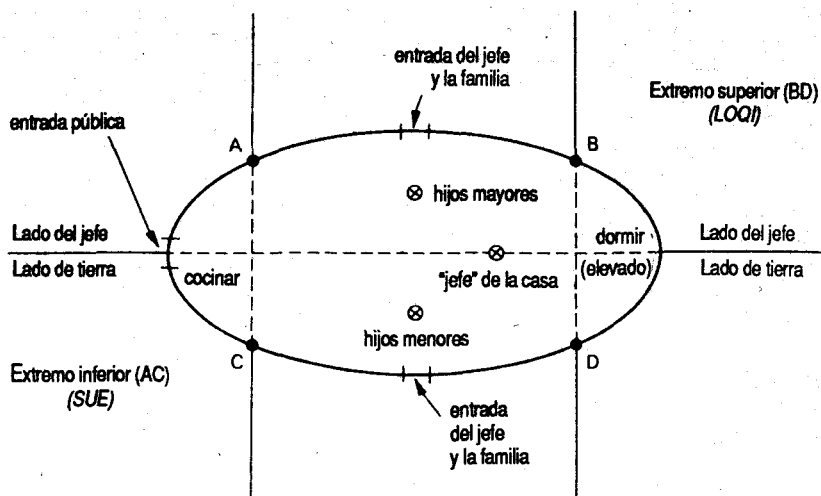 entrada del jefe
y la familia
Extremo superior (BD)
(LOQI)
entrada pública
A
B
hijos mayores
Lado del jefe
Lado de tierra
cocinar
"jefe" de la casa
dormir
(elevado)
Lado del jefe
Lado de tierra
hijos menores
C
D
Extremo inferior (AC)
(SUE)
entrada
del jefe
y la familia